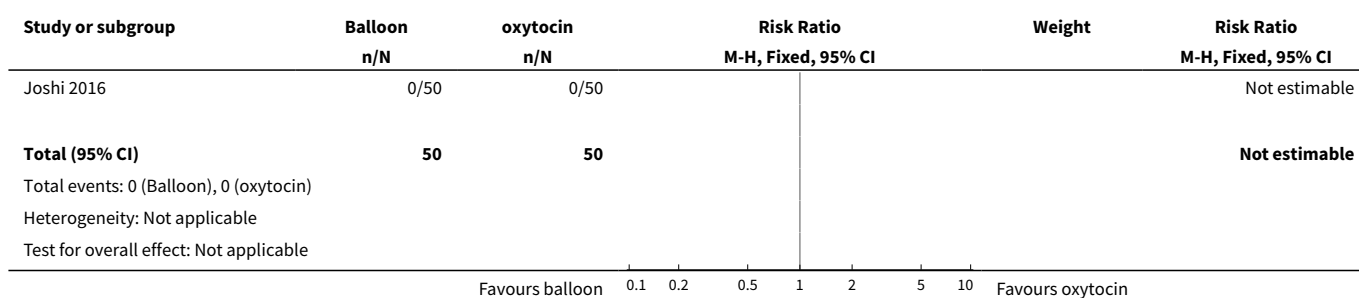 Study or subgroup Balloon oxytocin Risk Ratio Weight Risk Ratio
n/N n/N M-H, Fixed, 95% CI M-H, Fixed, 95% CI
Joshi 2016 0/50 0/50 Not estimable
Total (95% CI) 50 50 Not estimable
Total events: 0 (Balloon), 0 (oxytocin)
Heterogeneity: Not applicable
Test for overall effect: Not applicable
Favours balloon 0.1 0.2 0.5 1 2 5 10 Favours oxytocin